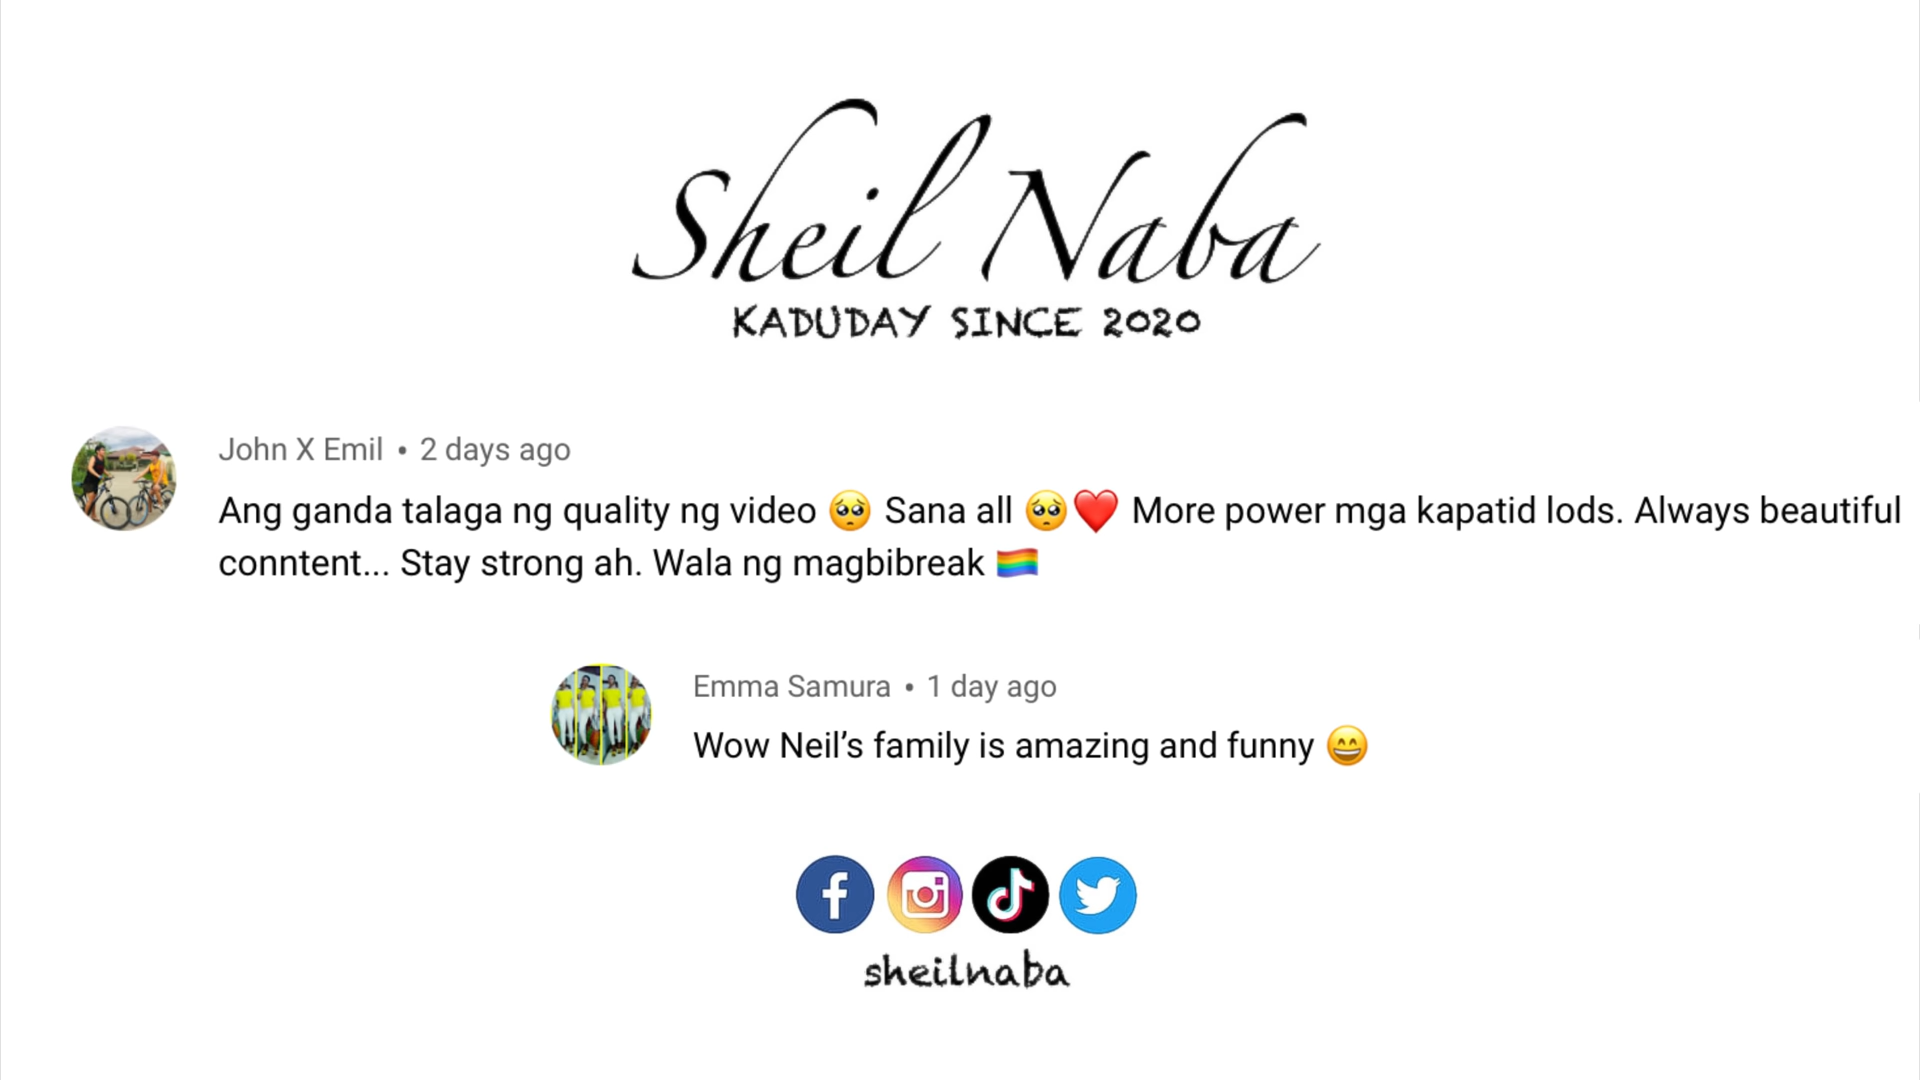 Sheil Naba
KADUDAY SINCE 2020
John X Emil • 2 days ago
Ang ganda talaga ng quality ng video 🥺 Sana all 🥺❤️ More power mga kapatid lods. Always beautiful
conntent... Stay strong ah. Wala ng magbibreak 🏳️‍🌈
Emma Samura • 1 day ago
Wow Neil’s family is amazing and funny 😄
sheilnaba